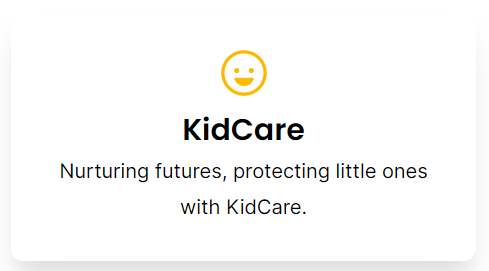 KidCare
Nurturing futures, protecting little ones
with KidCare.